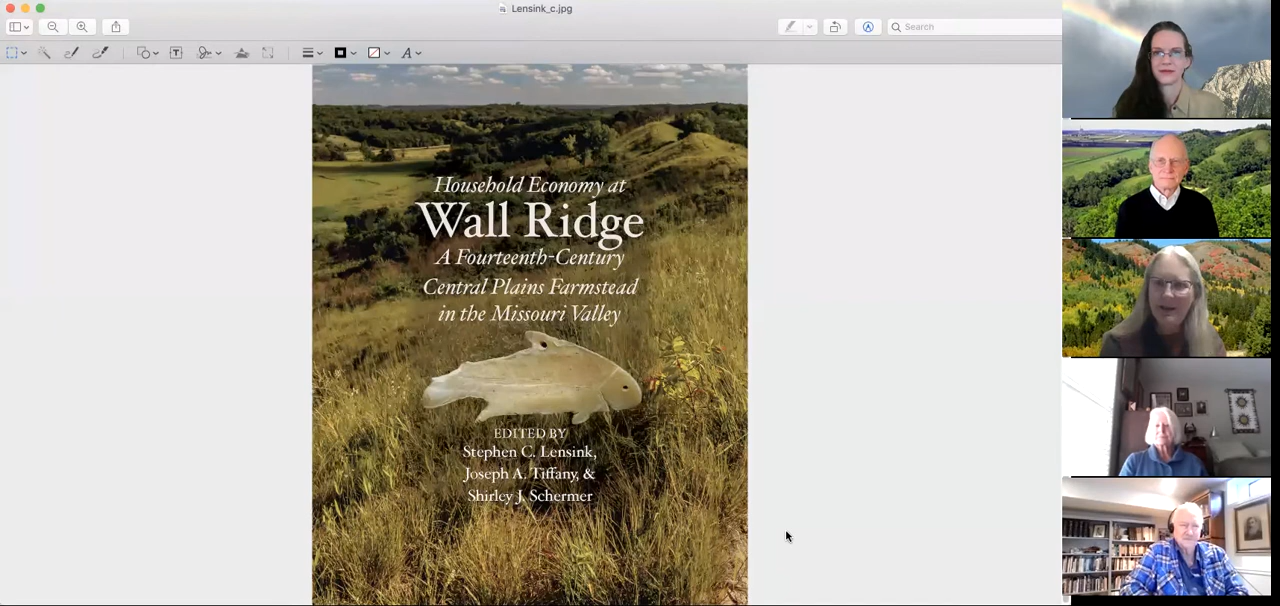 Lensink_c.jpg
Search
Household Economy at
Wall Ridge
A Fourteenth-Century
Central Plains Farmstead
in the Missouri Valley
EDITED BY
Stephen C. Lensink,
Joseph A. Tiffany, &
Shirley J. Schermer